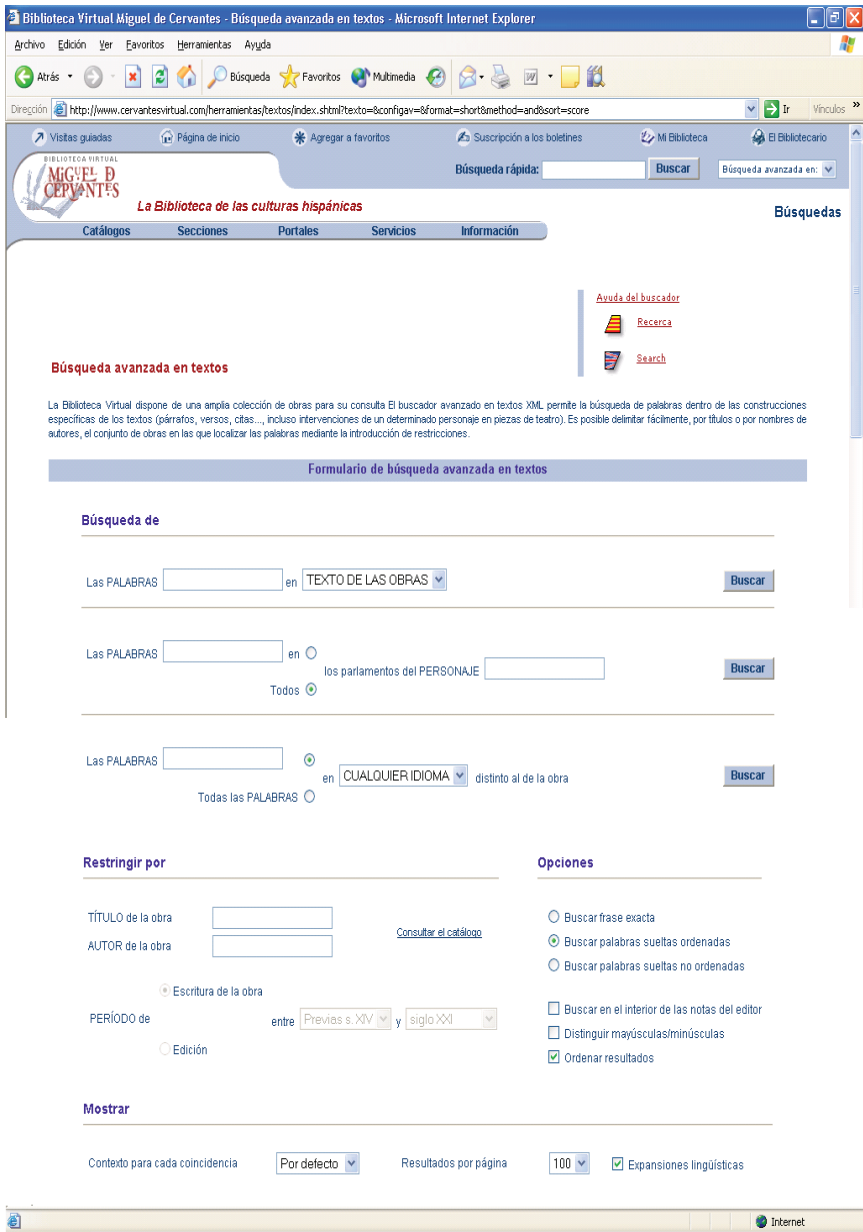 Biblioteca Virtual Miguel de Cervantes - Búsqueda avanzada en textos - Microsoft Internet Explorer
Archivo Edición Ver Favoritos Herramientas Ayuda
Atrás Búsqueda Favoritos Multimedia
Dirección http://www.cervantesvirtual.com/herramientas/textos/index.shtml?texto=&configav=&format=short&method=and&sort=score Ir Vínculos »
Visitas guiadas Página de inicio Agregar a favoritos Suscripción a los boletines Mi Biblioteca El Bibliotecario
BIBLIOTECA VIRTUAL
MiGVEL D
CERVANTES
Búsqueda rápida: Buscar Búsqueda avanzada en:
La Biblioteca de las culturas hispánicas
Búsquedas
Catálogos Secciones Portales Servicios Información
Ayuda del buscador
Recerca
Search
Búsqueda avanzada en textos
La Biblioteca Virtual dispone de una amplia colección de obras para su consulta El buscador avanzado en textos XML permite la búsqueda de palabras dentro de las construcciones
específicas de los textos (párrafos, versos, citas..., incluso intervenciones de un determinado personaje en piezas de teatro). Es posible delimitar fácilmente, por títulos o por nombres de
autores, el conjunto de obras en las que localizar las palabras mediante la introducción de restricciones.
Formulario de búsqueda avanzada en textos
Búsqueda de
Las PALABRAS en TEXTO DE LAS OBRAS Buscar
Las PALABRAS en
los parlamentos del PERSONAJE Buscar
Todos
Las PALABRAS
en CUALQUIER IDIOMA distinto al de la obra Buscar
Todas las PALABRAS
Restringir por
Opciones
TÍTULO de la obra
Consultar el catálogo
AUTOR de la obra
Buscar frase exacta
Buscar palabras sueltas ordenadas
Buscar palabras sueltas no ordenadas
Escritura de la obra
PERÍODO de entre Previas s. XIV y siglo XXI
Edición
Buscar en el interior de las notas del editor
Distinguir mayúsculas/minúsculas
Ordenar resultados
Mostrar
Contexto para cada coincidencia Por defecto Resultados por página 100 Expansiones lingüísticas
Internet